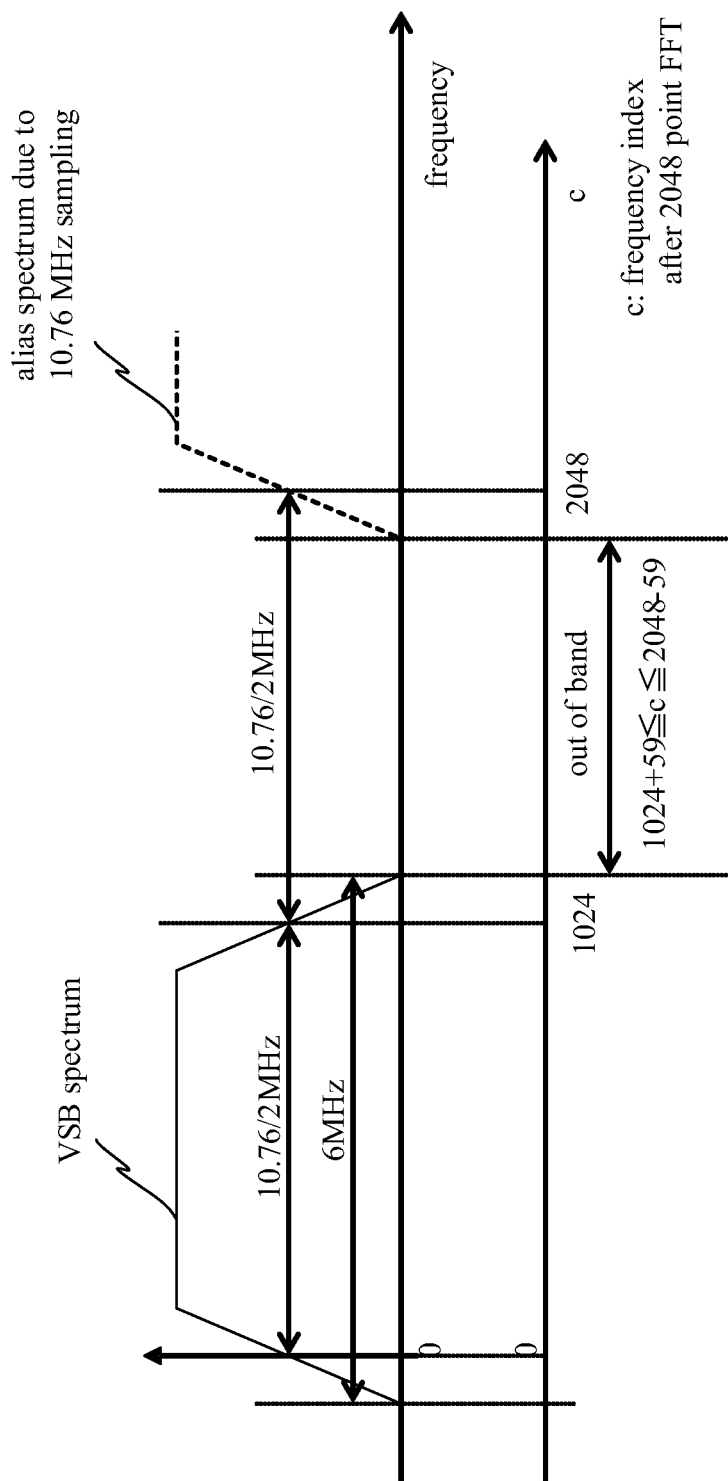 VSB spectrum
alias spectrum due to
10.76 MHz sampling
10.76/2MHz
10.76/2MHz
6MHz
0
frequency
0
1024
2048
c
out of band
1024+59≦c≦2048-59
c: frequency index
after 2048 point FFT